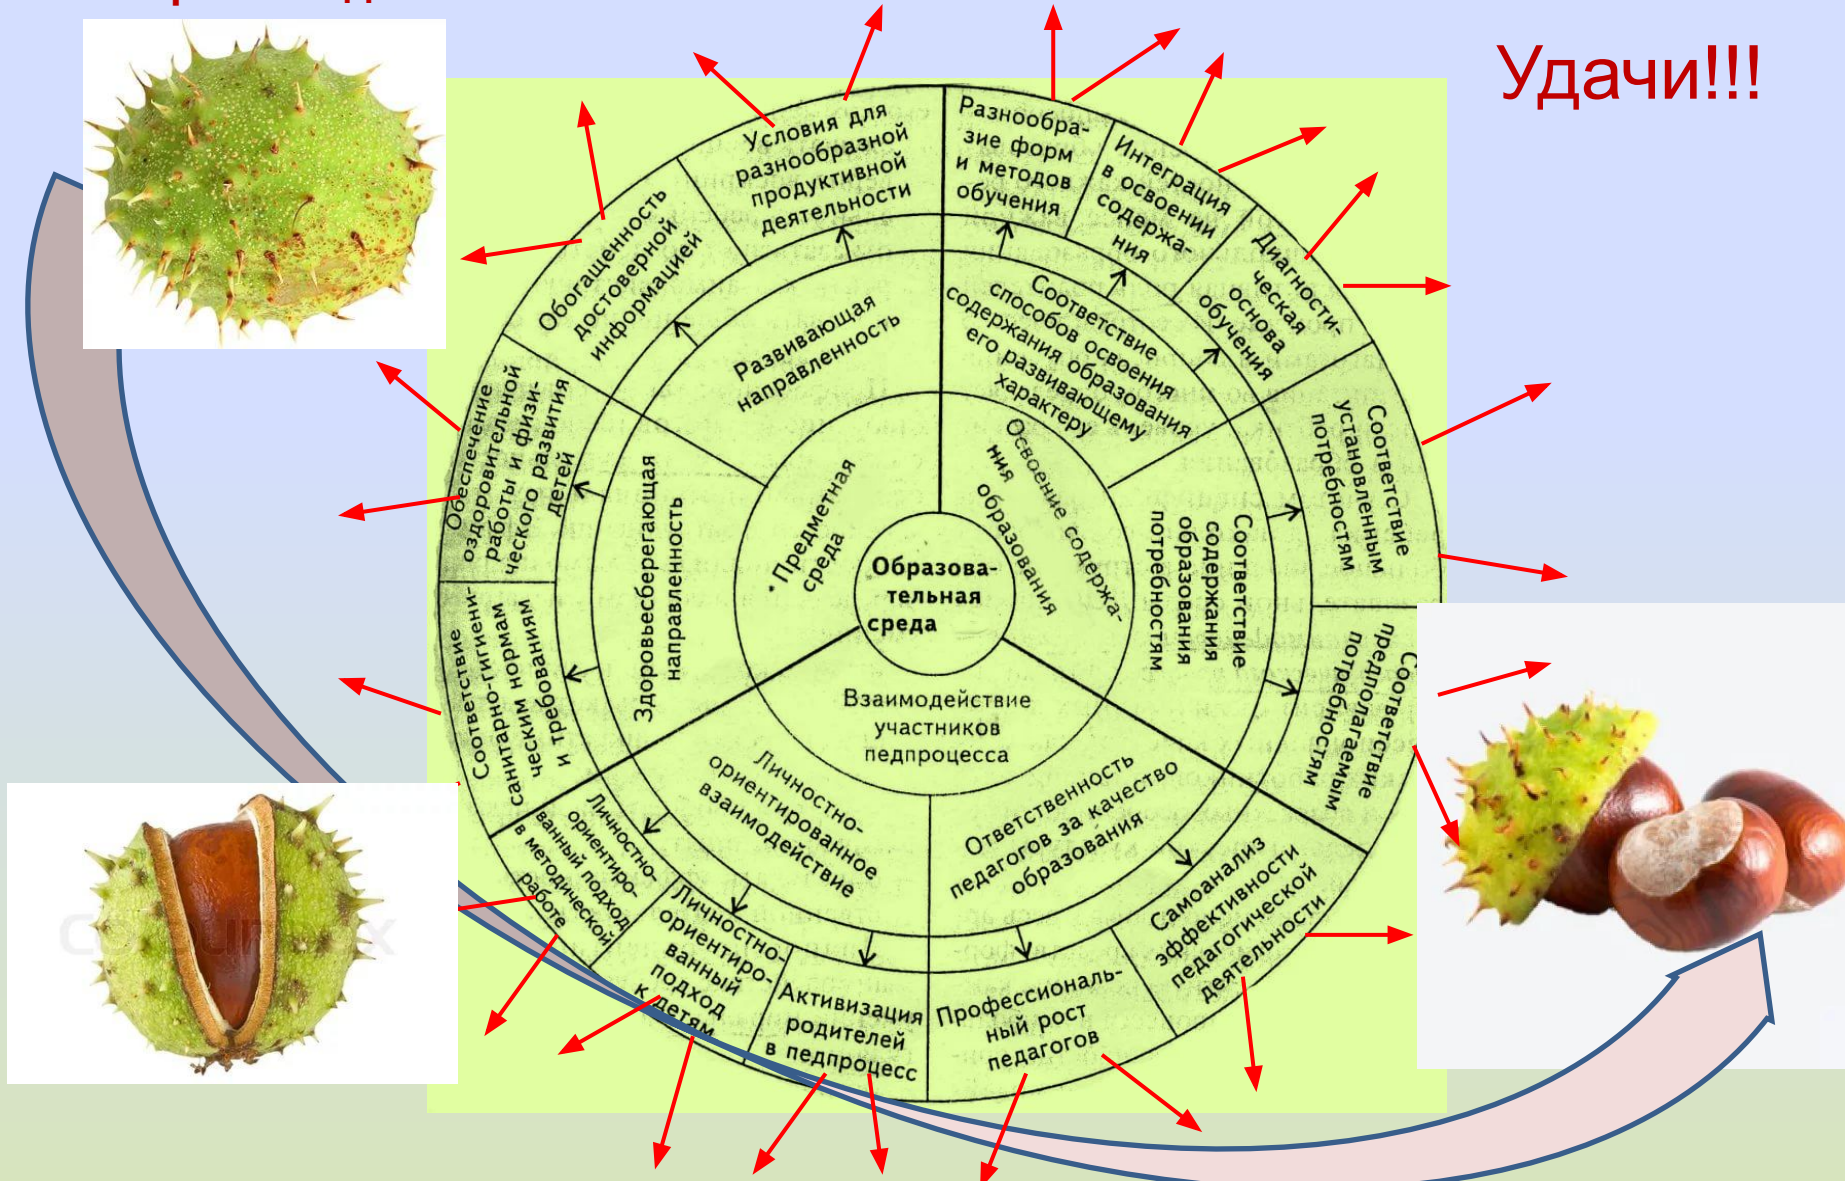 Удачи!!!
Условия для
разнообразной
продуктивной
деятельности
Разнообра-
зие форм
и методов
обучения
Интеграция
в освоении
содержа-
ния
Диагности-
ческая
основа
обучения
Соответствие
установленным
потребностям
Соответствие
предполагаемым
потребностям
Самоанализ
эффективности
педагогической
деятельности
Профессиональ-
ный рост
педагогов
Активизация
родителей
в педпроцесс
Личностно-
ориентиро-
ванный
подход
к детям
Личностно-
ориентиро-
ванный подход
в методической
работе
Соответствие
санитарно-гигиени-
ческим нормам
и требованиям
Обеспечение
оздоровительной
работы и физи-
ческого развития
детей
Обогащенность
достоверной
информацией
Развивающая
направленность
Соответствие
способов освоения
содержания образования
его развивающему
характеру
Соответствие
содержания
образования
потребностям
Ответственность
педагогов за качество
образования
Личностно-
ориентированное
взаимодействие
Здоровьесберегающая
направленность
Предметная
среда
Освоение содержа-
ния
образования
Взаимодействие
участников
педпроцесса
Образова-
тельная
среда